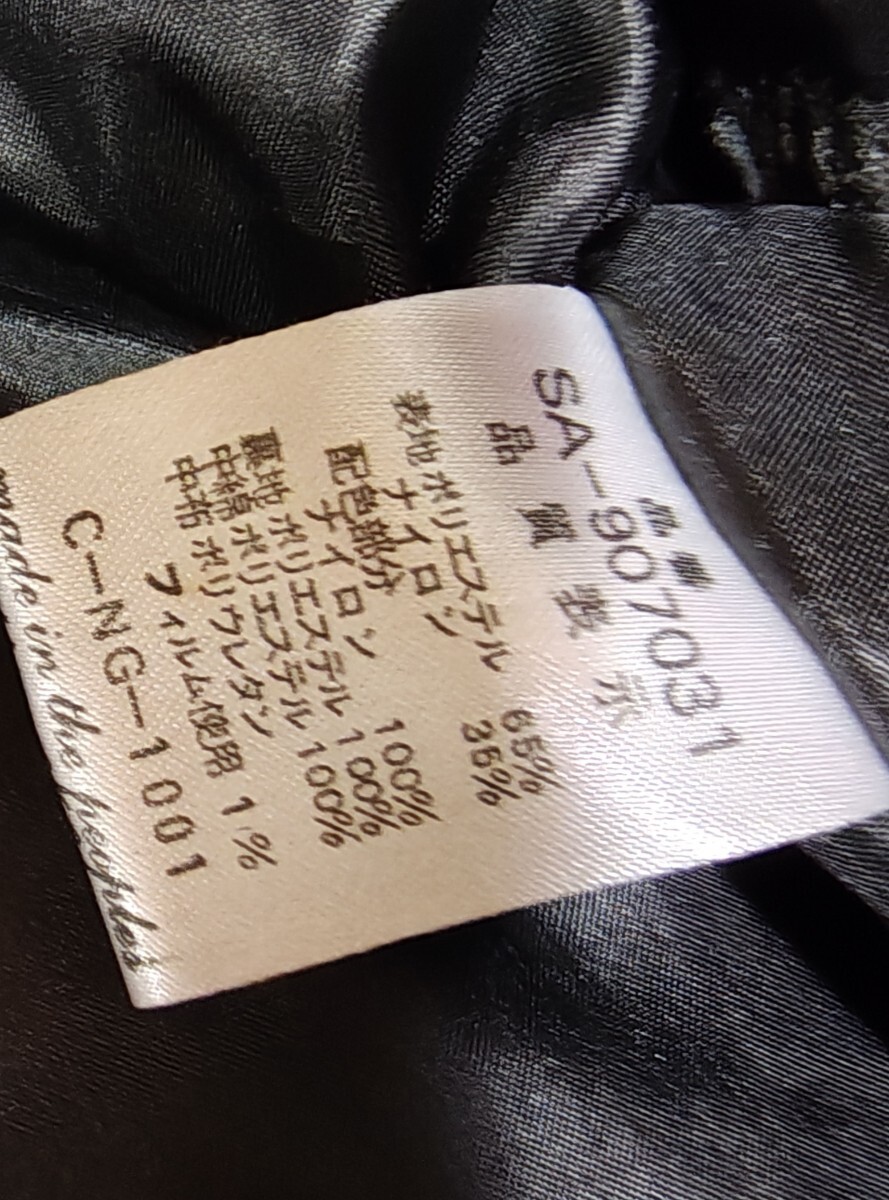 品番
SA-907031
品質表示
表地 ポリエステル 65%
ナイロン 35%
配色部分
ナイロン 100%
裏地 ポリエステル 100%
中綿 ポリエステル 100%
中布 ポリウレタン
フィルム使用 1%
C-NG-1001
made in the